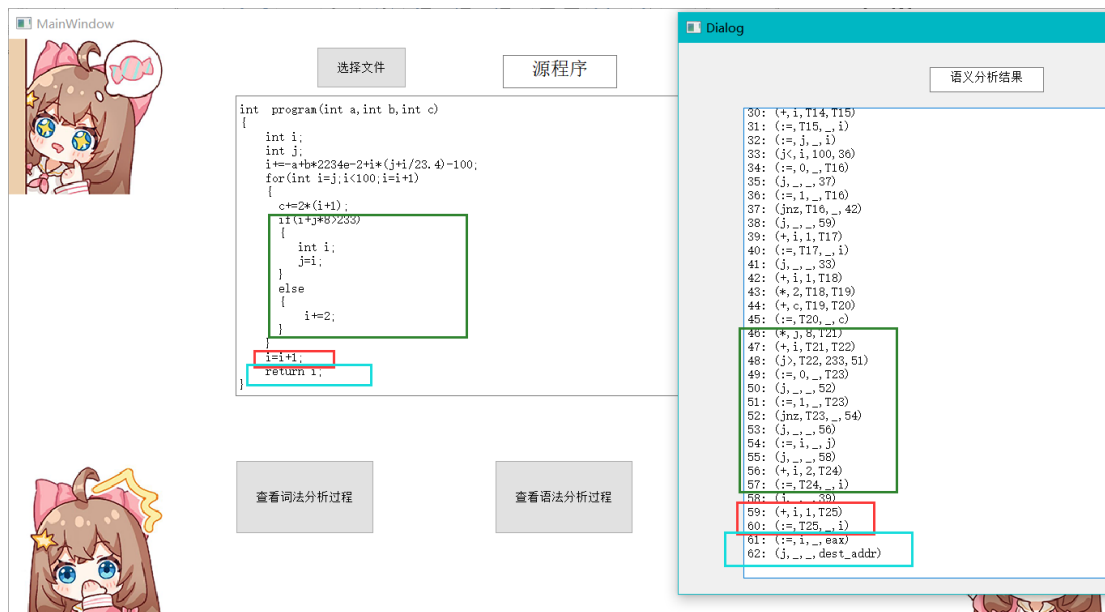 MainWindow
选择文件
源程序
int  program(int a,int b,int c)
{
    int i;
    int j;
    i+=-a+b*2234e-2+i*(j+i/23.4)-100;
    for(int i=j;i<100;i=i+1)
    {
      c+=2*(i+1);
      if(i+j*8>233)
      {
         int i;
         j=i;
      }
      else
      {
          i+=2;
      }
    }
    i=i+1;
    return i;
}
查看词法分析过程
查看语法分析过程
Dialog
语义分析结果
30: (+,i,T14,T15)
31: (:=,T15,_,i)
32: (:=,j,_,i)
33: (j<,i,100,36)
34: (:=,0,_,T16)
35: (j,_,_,37)
36: (:=,1,_,T16)
37: (jnz,T16,_,42)
38: (j,_,_,59)
39: (+,i,1,T17)
40: (:=,T17,_,i)
41: (j,_,_,33)
42: (+,i,1,T18)
43: (*,2,T18,T19)
44: (+,c,T19,T20)
45: (:=,T20,_,c)
46: (*,j,8,T21)
47: (+,i,T21,T22)
48: (j>,T22,233,51)
49: (:=,0,_,T23)
50: (j,_,_,52)
51: (:=,1,_,T23)
52: (jnz,T23,_,54)
53: (j,_,_,56)
54: (:=,i,_,j)
55: (j,_,_,58)
56: (+,i,2,T24)
57: (:=,T24,_,i)
58: (j,_,_,39)
59: (+,i,1,T25)
60: (:=,T25,_,i)
61: (:=,i,_,eax)
62: (j,_,_,dest_addr)